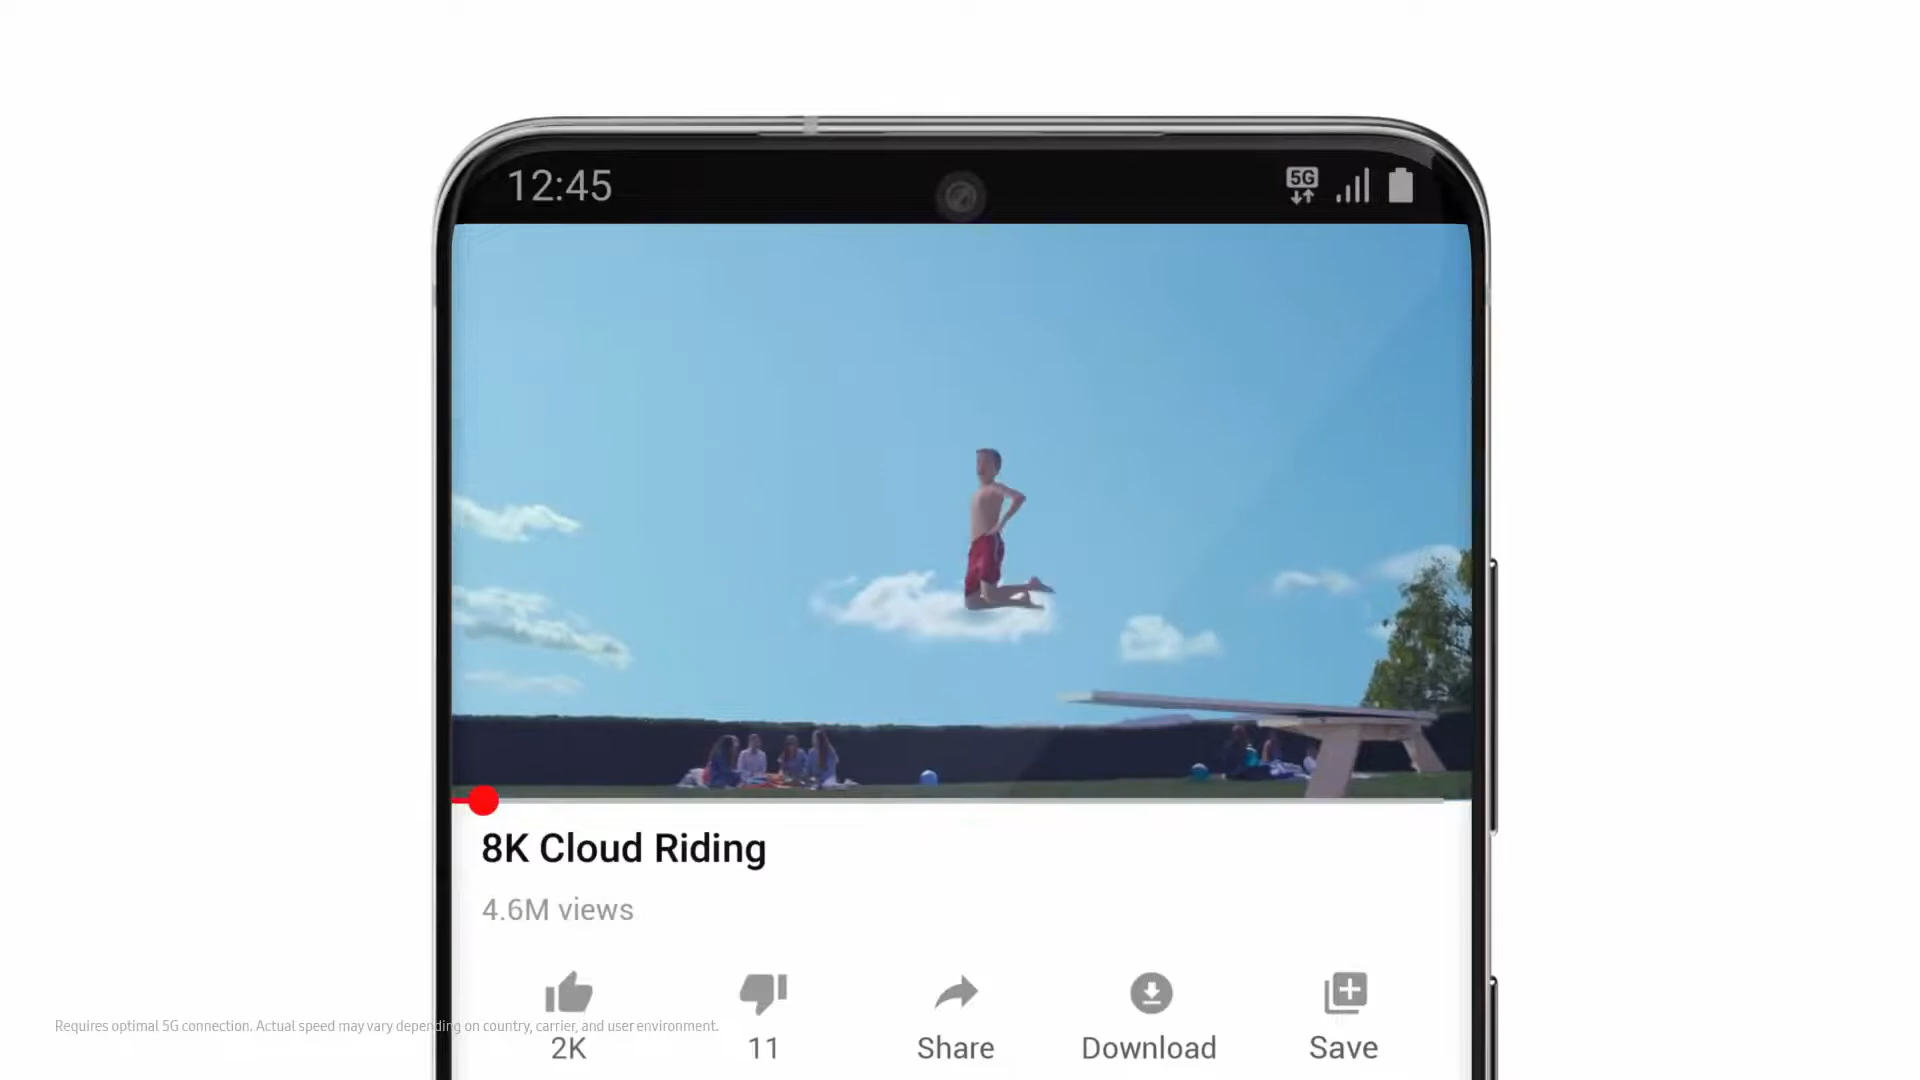 12:45
5G
8K Cloud Riding
4.6M views
Requires optimal 5G connection. Actual speed may vary depending on country, carrier, and user environment.
2K
11
Share
Download
Save